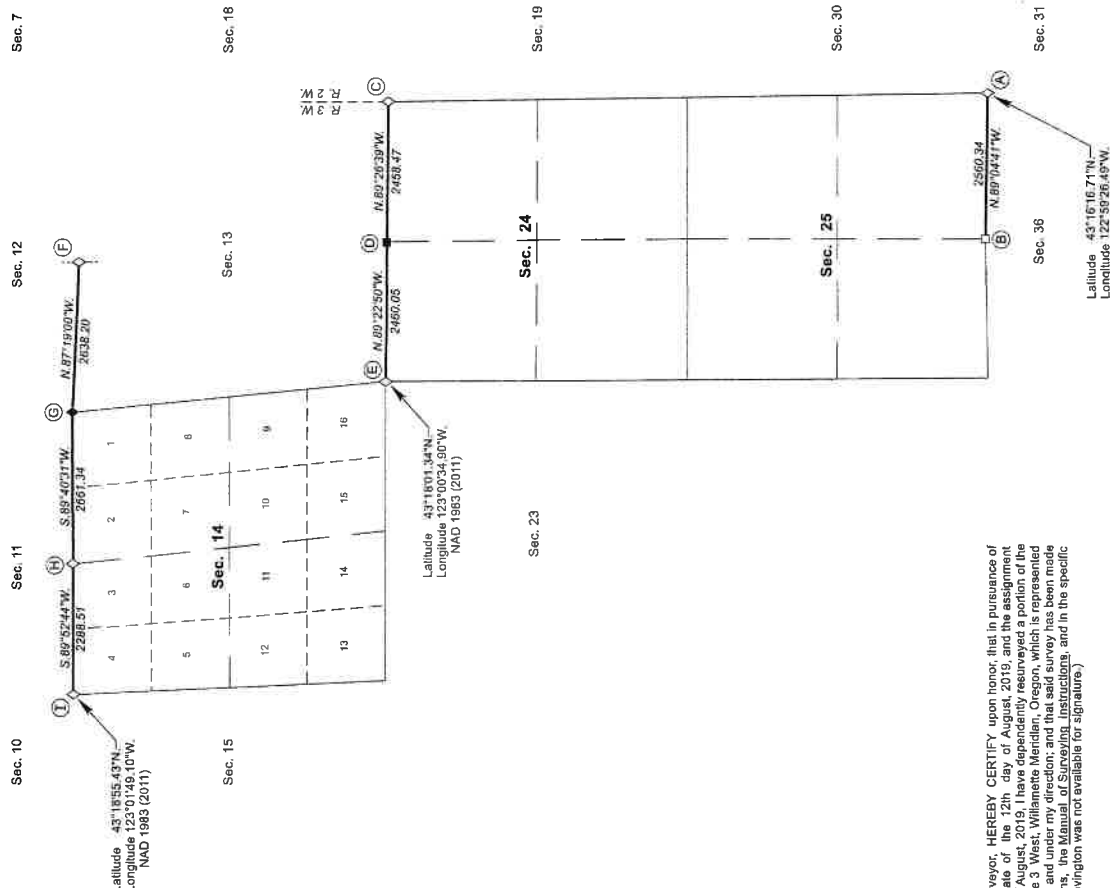 Sec. 10
Sec. 11
Sec. 12
Sec. 7
I
S.89°52'44"W.
2288.51
H
S.89°40'31"W.
2661.34
G
N.87°19'00"W.
2638.20
F
Latitude 43°18'55.43"N.
Longitude 123°01'49.10"W.
NAD 1983 (2011)
4
3
2
1
5
6
7
8
Sec. 15
Sec. 14
Sec. 13
Sec. 18
12
11
10
9
13
14
15
16
R. 3 W.
R. 2 W.
E
N.89°22'50"W.
2460.05
D
N.89°26'39"W.
2458.47
C
Latitude 43°18'01.34"N.
Longitude 123°00'34.90"W.
NAD 1983 (2011)
Sec. 23
Sec. 24
Sec. 19
Sec. 25
Sec. 30
2560.34
N.89°04'41"W.
B
A
Sec. 36
Sec. 31
Latitude 43°16'16.71"N.
Longitude 122°59'26.49"W.
veyor, HEREBY CERTIFY upon honor, that in pursuance of
ate of the 12th day of August, 2019, and the assignment
August, 2019, I have dependently resurveyed a portion of the
e 3 West, Willamette Meridian, Oregon, which is represented
and under my direction; and that said survey has been made
ns, the Manual of Surveying Instructions, and in the specific
vington was not available for signature.)